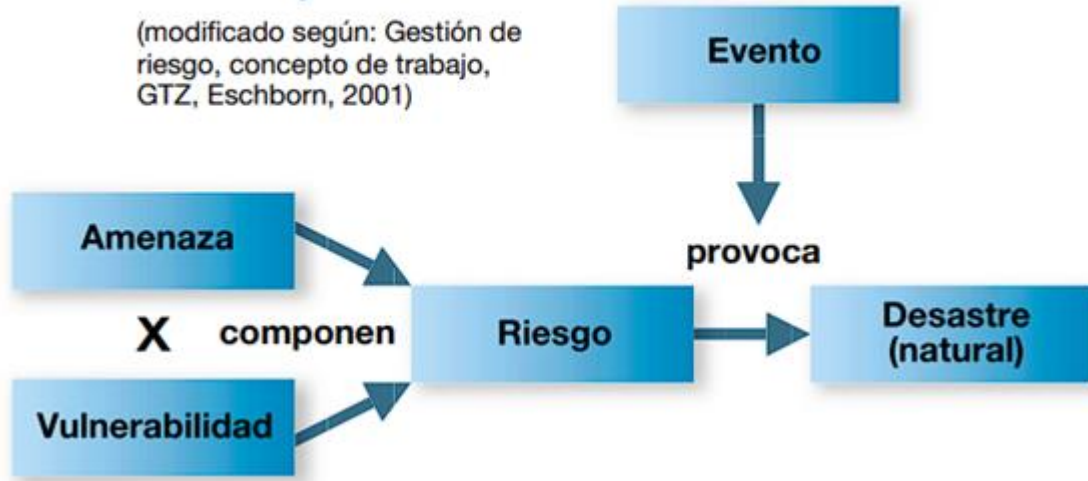 (modificado según: Gestión de
riesgo, concepto de trabajo,
GTZ, Eschborn, 2001)
Evento
Amenaza
provoca
X componen
Riesgo
Desastre
(natural)
Vulnerabilidad